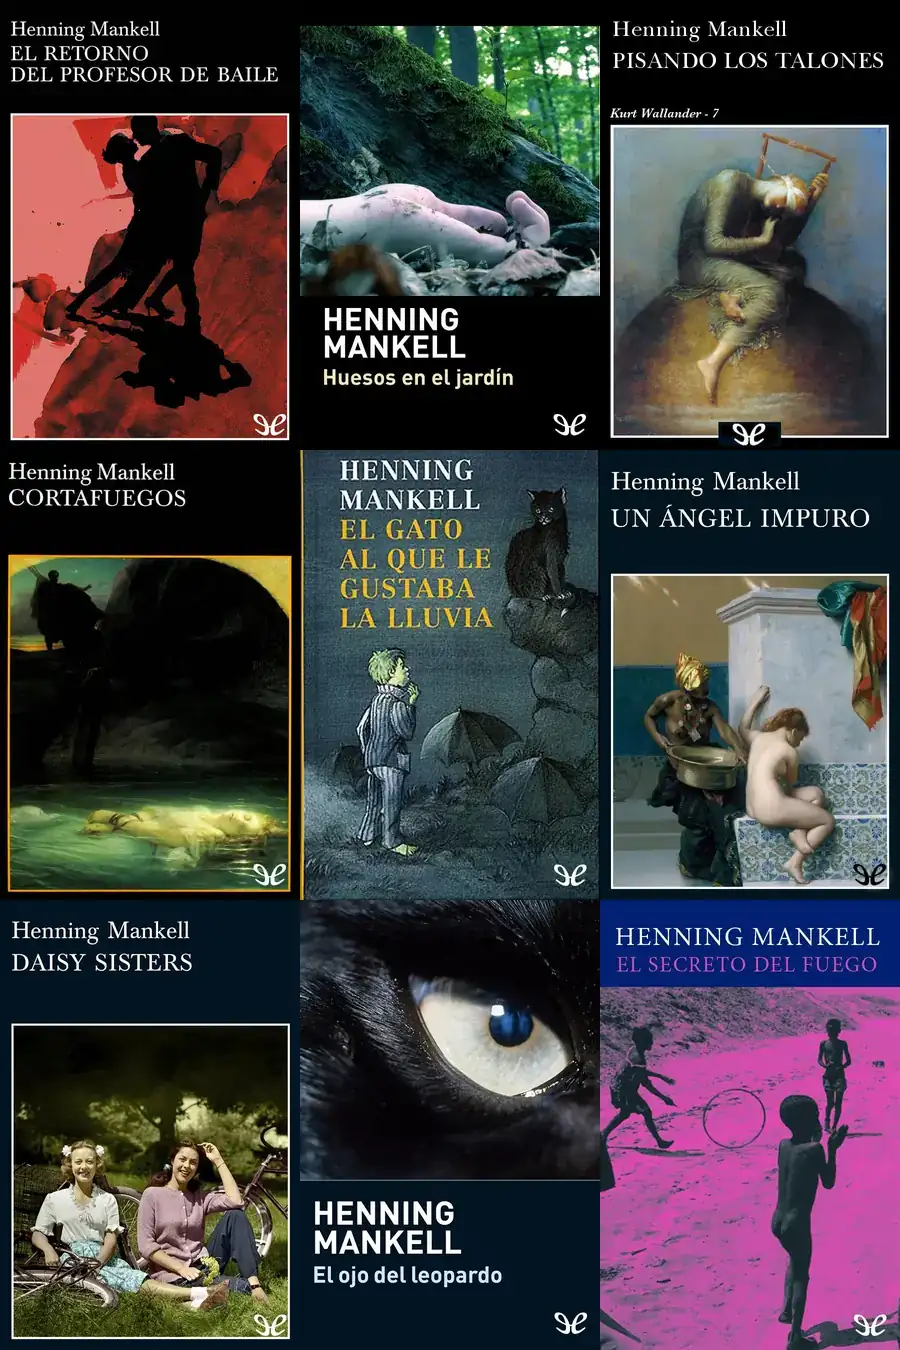 Henning Mankell
EL RETORNO
DEL PROFESOR DE BAILE
HENNING
MANKELL
Huesos en el jardín
Henning Mankell
PISANDO LOS TALONES
Kurt Wallander - 7
Henning Mankell
CORTAFUEGOS
HENNING
MANKELL
EL GATO
AL QUE LE
GUSTABA
LA LLUVIA
Henning Mankell
UN ÁNGEL IMPURO
Henning Mankell
DAISY SISTERS
HENNING
MANKELL
El ojo del leopardo
HENNING MANKELL
EL SECRETO DEL FUEGO